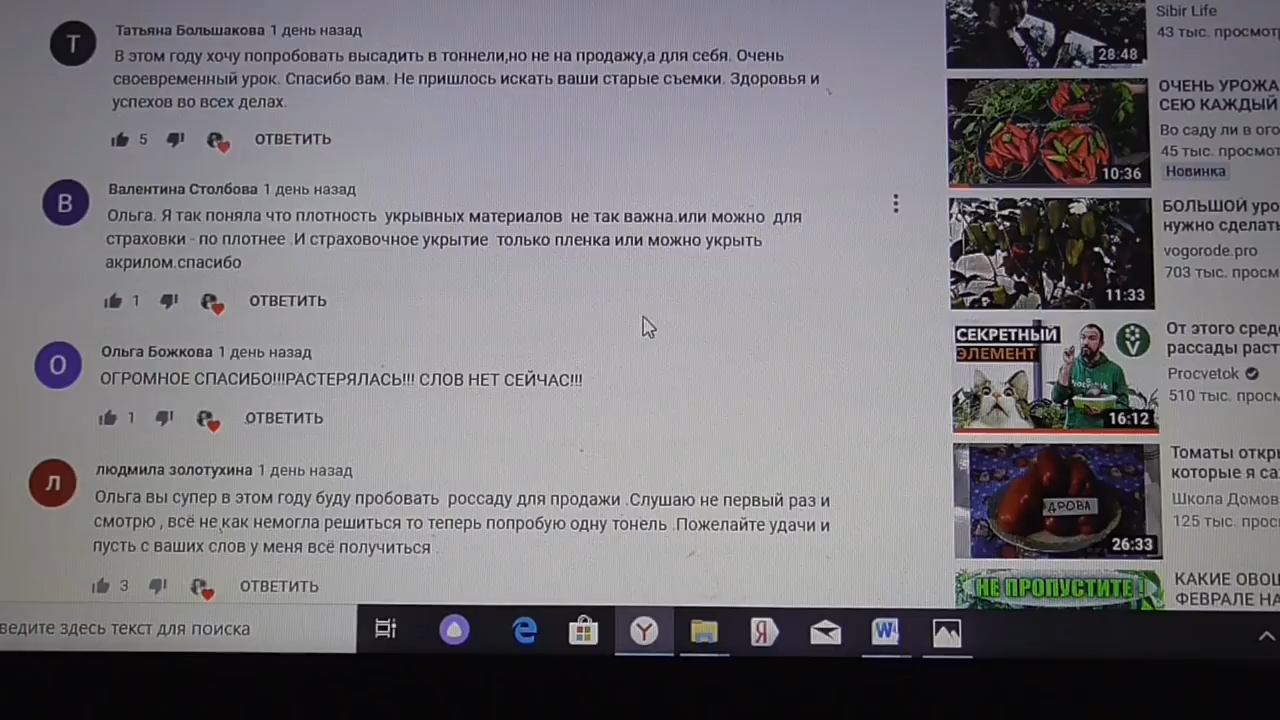 Т
Татьяна Большакова 1 день назад
В этом году хочу попробовать высадить в тоннели,но не на продажу,а для себя. Очень
своевременный урок. Спасибо вам. Не пришлось искать ваши старые съемки. Здоровья и
успехов во всех делах.
5
ОТВЕТИТЬ
В
Валентина Столбова 1 день назад
Ольга. Я так поняла что плотность укрывных материалов не так важна.или можно для
страховки - по плотнее .И страховочное укрытие только пленка или можно укрыть
акрилом.спасибо
1
ОТВЕТИТЬ
О
Ольга Божкова 1 день назад
ОГРОМНОЕ СПАСИБО!!!РАСТЕРЯЛАСЬ!!! СЛОВ НЕТ СЕЙЧАС!!!
1
ОТВЕТИТЬ
Л
людмила золотухина 1 день назад
Ольга вы супер в этом году буду пробовать россаду для продажи .Слушаю не первый раз и
смотрю , всё не как немогла решиться то теперь попробую одну тонель .Пожелайте удачи и
пусть с ваших слов у меня всё получиться .
3
ОТВЕТИТЬ
Sibir Life
43 тыс. просмот
28:48
ОЧЕНЬ УРОЖА
СЕЮ КАЖДЫЙ
Во саду ли в ого
45 тыс. просмот
Новинка
10:36
БОЛЬШОЙ уро
нужно сделать
vogorode.pro
703 тыс. просм
11:33
СЕКРЕТНЫЙ
ЭЛЕМЕНТ
Procvetok
16:12
От этого сред
рассады раст
Procvetok
510 тыс. просм
ДРОВА
26:33
Томаты откры
которые я са
Школа Домов
125 тыс. прос
НЕ ПРОПУСТИТЕ !
КАКИЕ ОВОЩ
ФЕВРАЛЕ НА
ведите здесь текст для поиска
Y
Я
W